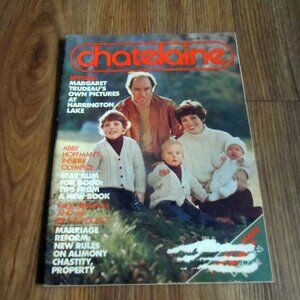 chatelaine
SPECIAL
MARGARET
TRUDEAU'S
OWN PICTURES
AT
HARRINGTON
LAKE
ABBY
HOFFMAN'S
INSIDER
OLYMPICS
STAY SLIM
FOR GOOD:
TIPS FROM
A NEW BOOK
MARRIAGE
REFORM:
NEW RULES
ON ALIMONY
CHASTITY,
PROPERTY